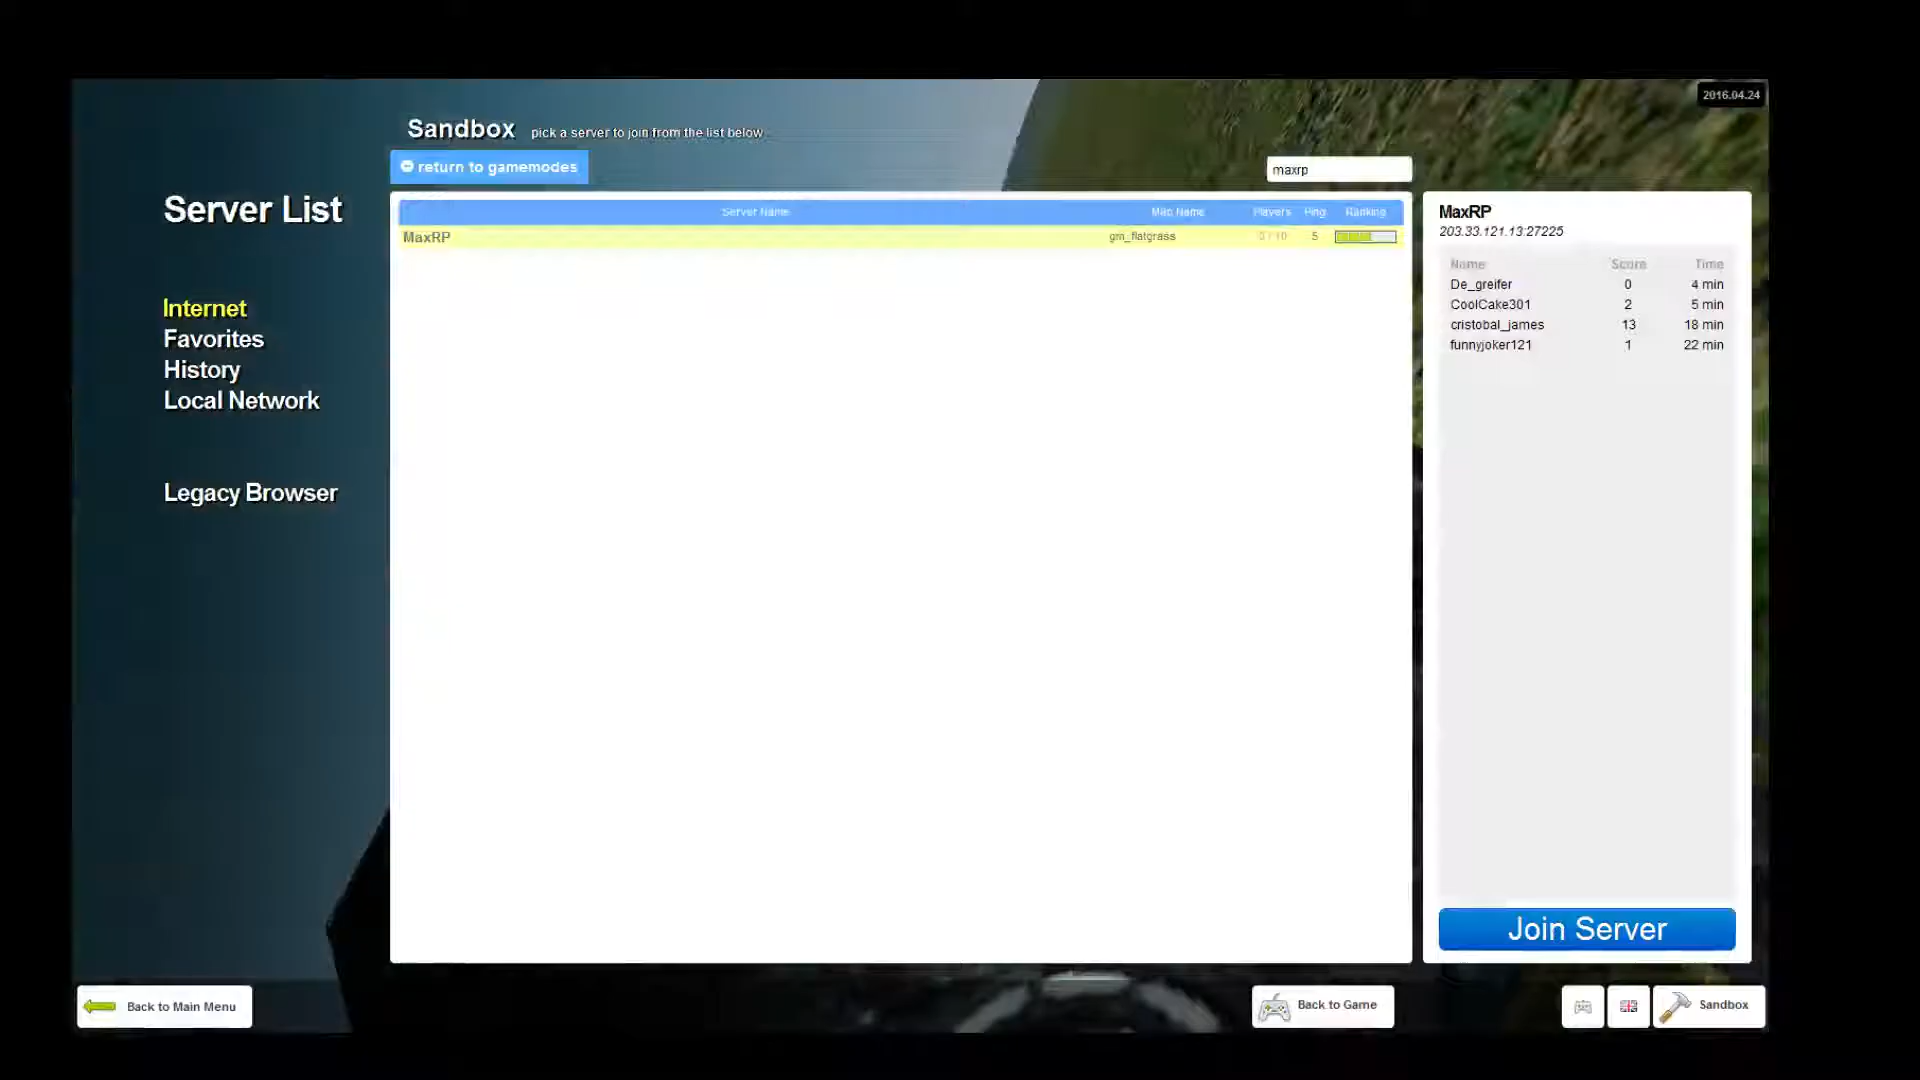 2016.04.24
Sandbox pick a server to join from the list below
return to gamemodes
maxrp
Server List
Server Name Map Name Players Ping Ranking
MaxRP gm_flatgrass 0 / 10 5
MaxRP
203.33.121.13:27225
Name Score Time
De_greifer 0 4 min
CoolCake301 2 5 min
cristobal_james 13 18 min
funnyjoker121 1 22 min
Internet
Favorites
History
Local Network
Legacy Browser
Join Server
Back to Main Menu
Back to Game
Sandbox